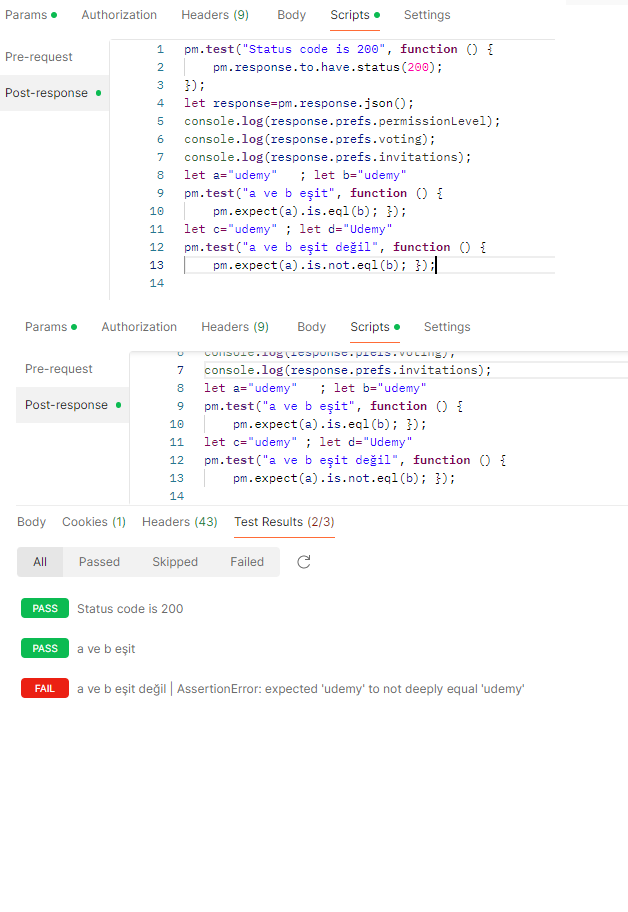 Params Authorization Headers (9) Body Scripts Settings
Pre-request
Post-response
1 pm.test("Status code is 200", function () {
2 pm.response.to.have.status(200);
3 });
4 let response=pm.response.json();
5 console.log(response.prefs.permissionLevel);
6 console.log(response.prefs.voting);
7 console.log(response.prefs.invitations);
8 let a="udemy" ; let b="udemy"
9 pm.test("a ve b eşit", function () {
10 pm.expect(a).is.eql(b); });
11 let c="udemy" ; let d="Udemy"
12 pm.test("a ve b eşit değil", function () {
13 pm.expect(a).is.not.eql(b); });
14
Params Authorization Headers (9) Body Scripts Settings
Pre-request
Post-response
6 console.log(response.prefs.voting);
7 console.log(response.prefs.invitations);
8 let a="udemy" ; let b="udemy"
9 pm.test("a ve b eşit", function () {
10 pm.expect(a).is.eql(b); });
11 let c="udemy" ; let d="Udemy"
12 pm.test("a ve b eşit değil", function () {
13 pm.expect(a).is.not.eql(b); });
14
Body Cookies (1) Headers (43) Test Results (2/3)
All Passed Skipped Failed
PASS Status code is 200
PASS a ve b eşit
FAIL a ve b eşit değil | AssertionError: expected 'udemy' to not deeply equal 'udemy'